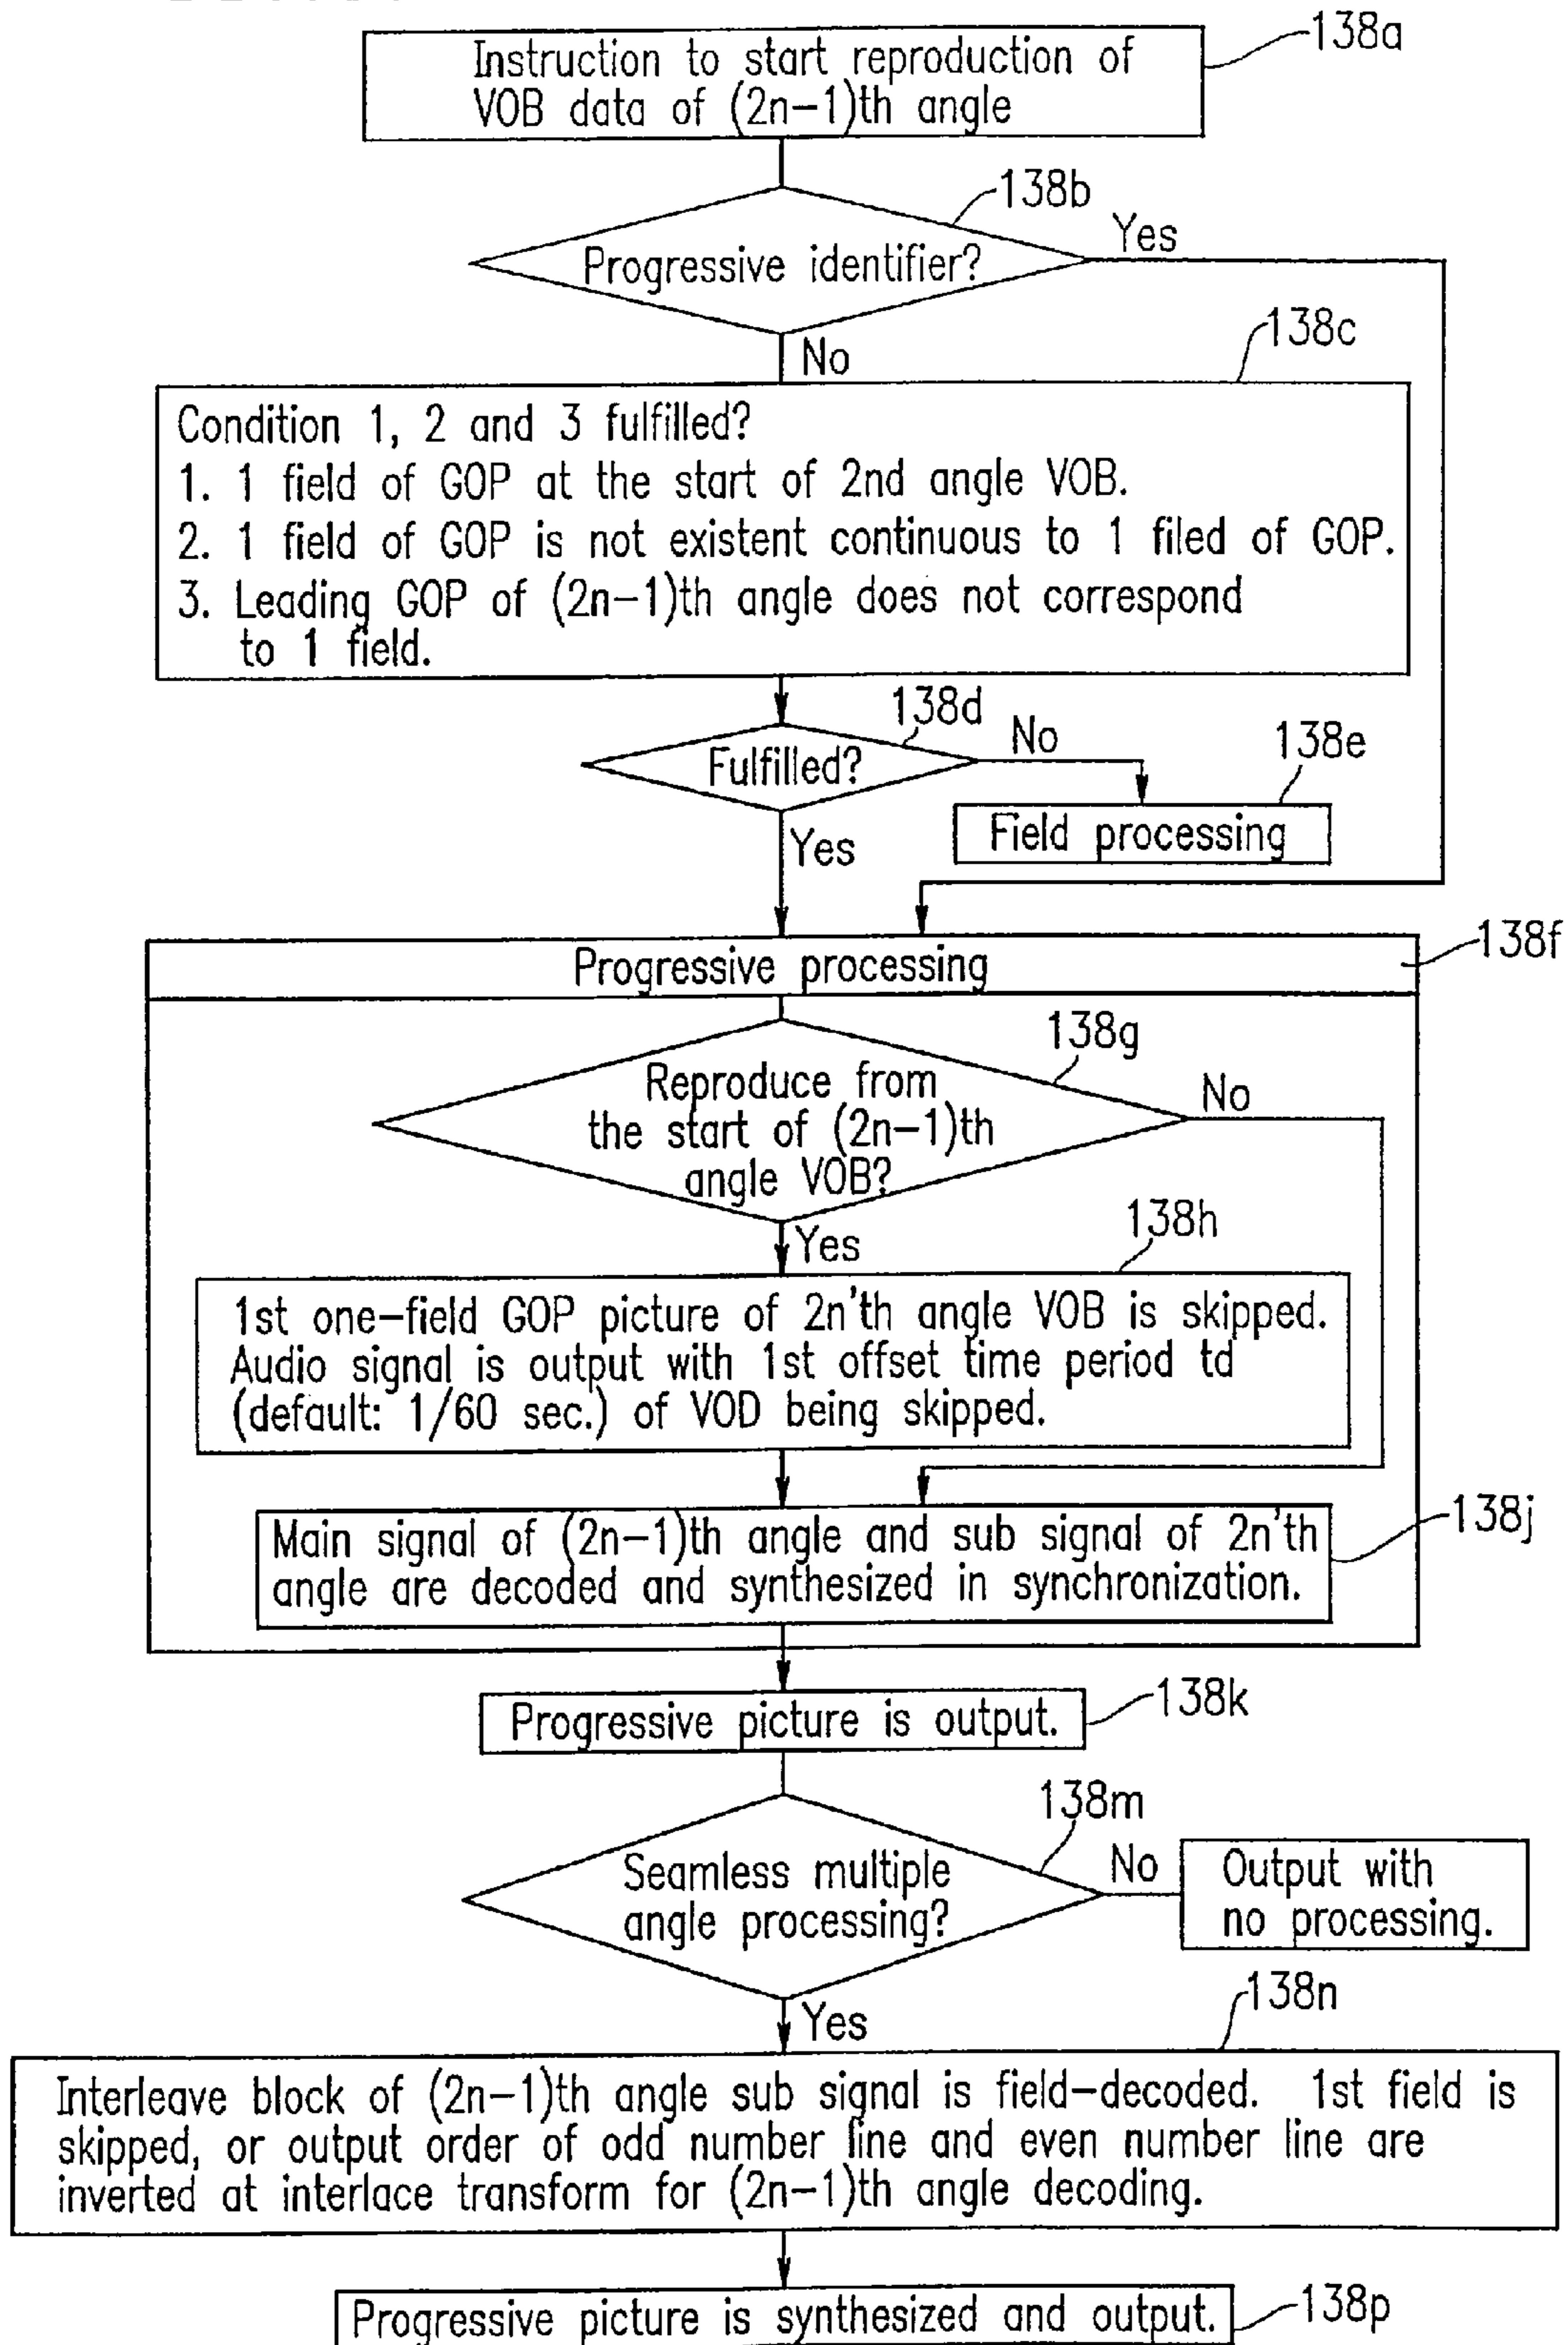 138a
Instruction to start reproduction of
VOB data of (2n−1)th angle
138b
Progressive identifier?
Yes
No
138c
Condition 1, 2 and 3 fulfilled?
1. 1 field of GOP at the start of 2nd angle VOB.
2. 1 field of GOP is not existent continuous to 1 filed of GOP.
3. Leading GOP of (2n−1)th angle does not correspond
to 1 field.
138d
Fulfilled?
No
138e
Field processing
Yes
138f
Progressive processing
138g
Reproduce from
the start of (2n−1)th
angle VOB?
No
Yes
138h
1st one-field GOP picture of 2n'th angle VOB is skipped.
Audio signal is output with 1st offset time period td
(default: 1/60 sec.) of VOD being skipped.
138j
Main signal of (2n−1)th angle and sub signal of 2n'th
angle are decoded and synthesized in synchronization.
138k
Progressive picture is output.
138m
Seamless multiple
angle processing?
No
Output with
no processing.
Yes
138n
Interleave block of (2n−1)th angle sub signal is field-decoded. 1st field is
skipped, or output order of odd number line and even number line are
inverted at interlace transform for (2n−1)th angle decoding.
138p
Progressive picture is synthesized and output.